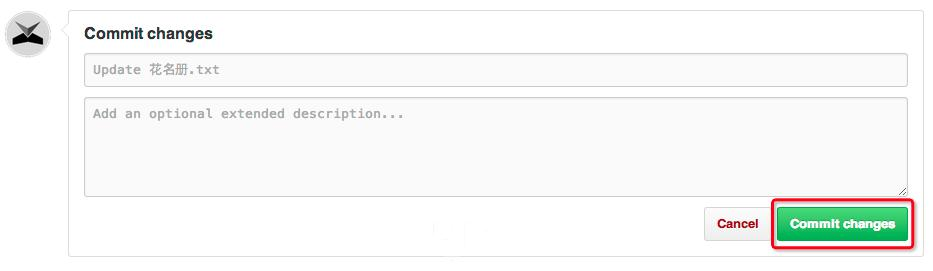 Commit changes
Update 花名册.txt
Add an optional extended description...
Cancel
Commit changes